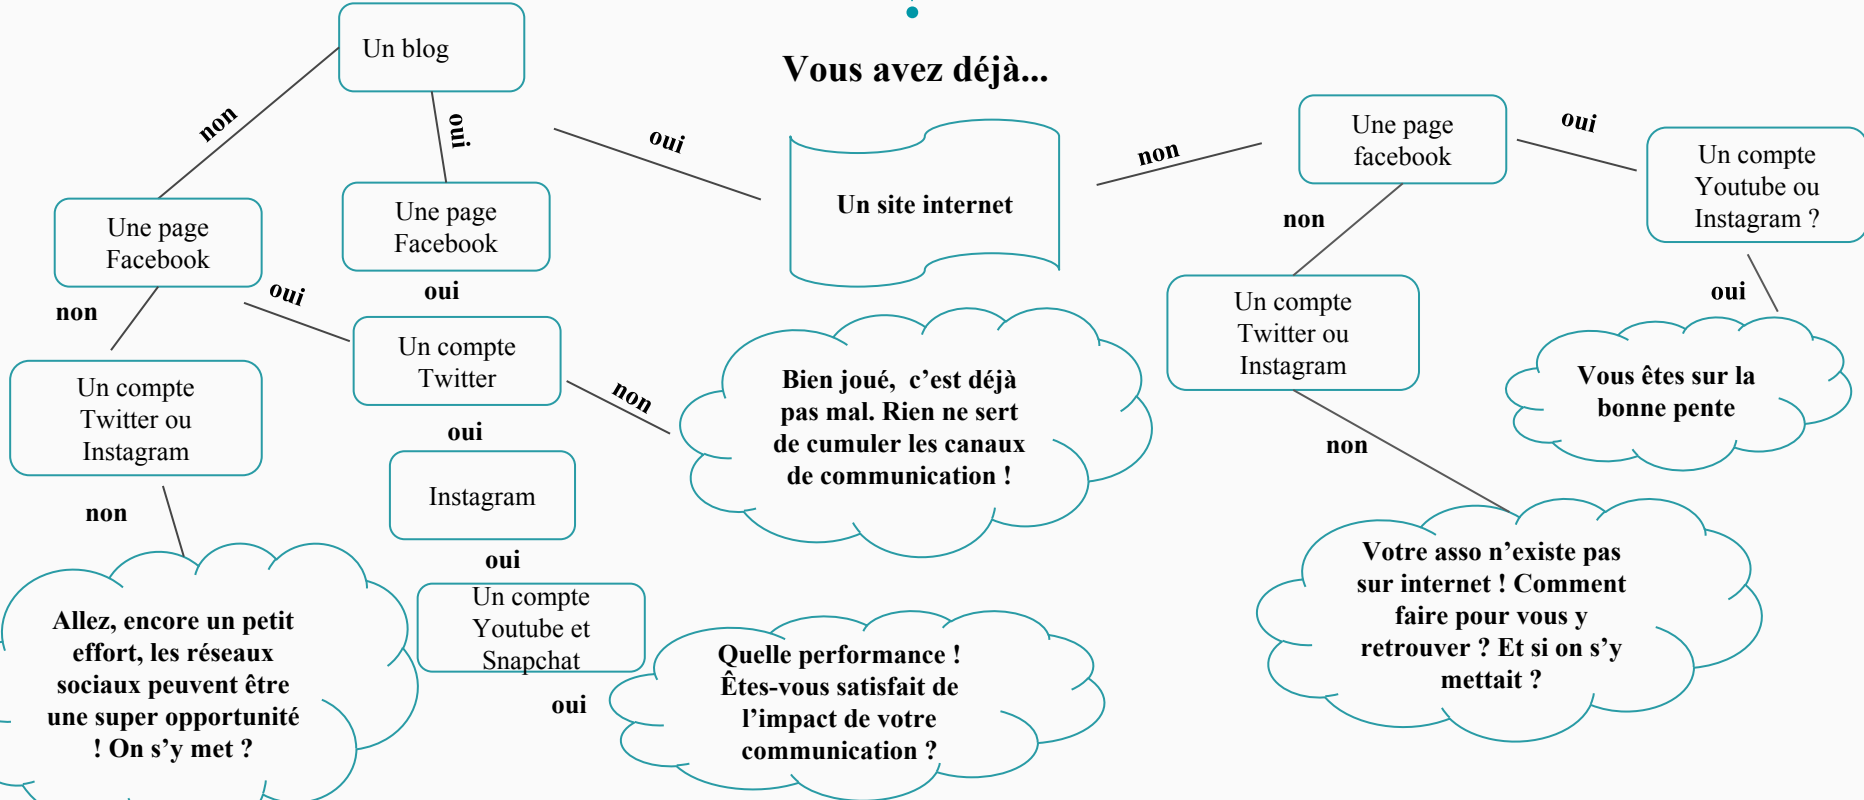 Vous avez déjà...
Un site internet
oui
Un blog
non
oui
Une page
Facebook
non
oui
Un compte
Twitter ou
Instagram
non
Allez, encore un petit
effort, les réseaux
sociaux peuvent être
une super opportunité
! On s’y met ?
Une page
Facebook
oui
Un compte
Twitter
non
oui
Instagram
oui
Un compte
Youtube et
Snapchat
oui
Bien joué,  c’est déjà
pas mal. Rien ne sert
de cumuler les canaux
de communication !
Quelle performance !
Êtes-vous satisfait de
l’impact de votre
communication ?
non
Une page
facebook
oui
Un compte
Youtube ou
Instagram ?
oui
Vous êtes sur la
bonne pente
non
Un compte
Twitter ou
Instagram
non
Votre asso n’existe pas
sur internet ! Comment
faire pour vous y
retrouver ? Et si on s’y
mettait ?